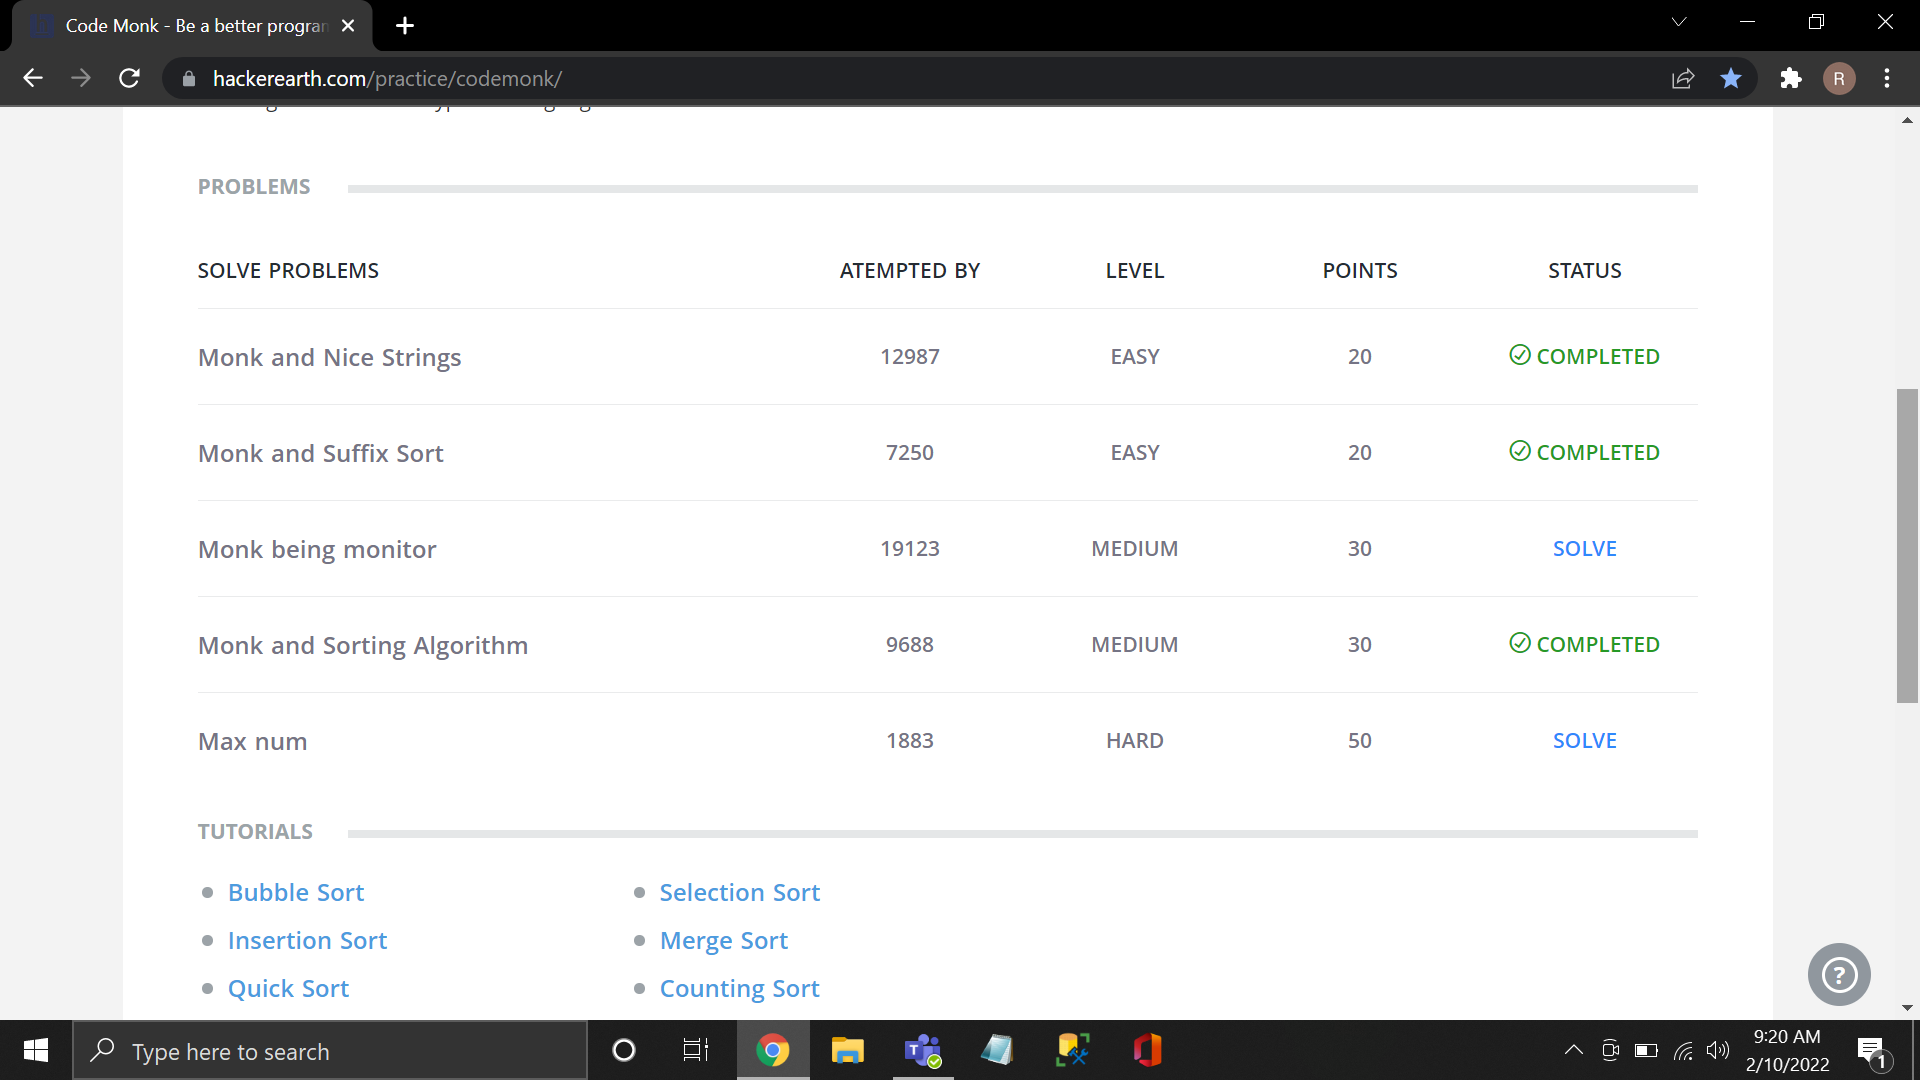 Code Monk - Be a better progran
hackerearth.com/practice/codemonk/
R
PROBLEMS
SOLVE PROBLEMS ATEMPTED BY LEVEL POINTS STATUS
Monk and Nice Strings 12987 EASY 20 COMPLETED
Monk and Suffix Sort 7250 EASY 20 COMPLETED
Monk being monitor 19123 MEDIUM 30 SOLVE
Monk and Sorting Algorithm 9688 MEDIUM 30 COMPLETED
Max num 1883 HARD 50 SOLVE
TUTORIALS
Bubble Sort Selection Sort
Insertion Sort Merge Sort
Quick Sort Counting Sort
?
Type here to search
T
9:20 AM
2/10/2022
1